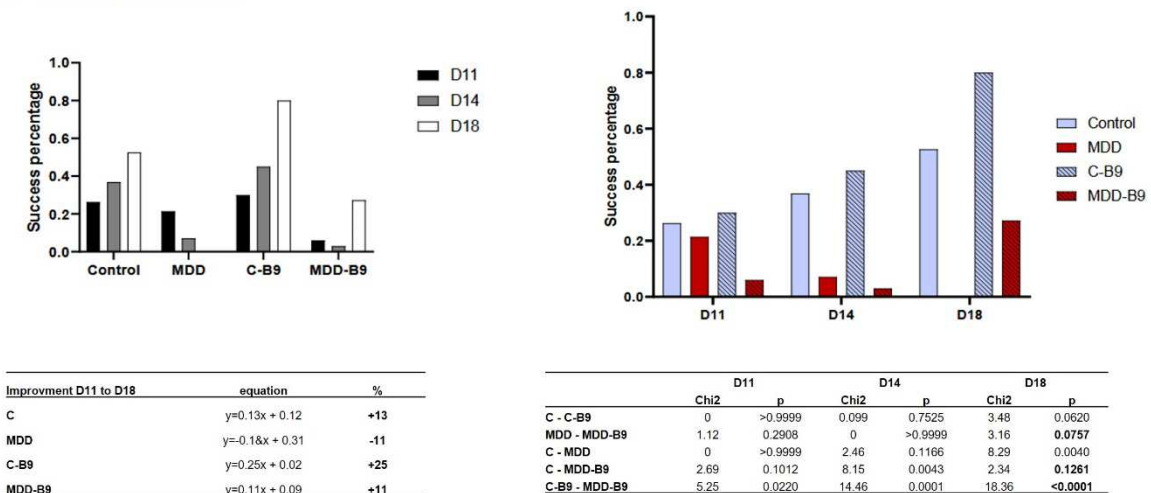 1.0
0.8
0.6
0.4
0.2
0.0
Success percentage
Control MDD C-B9 MDD-B9
D11
D14
D18
1.0
0.8
0.6
0.4
0.2
0.0
Success percentage
D11 D14 D18
Control
MDD
C-B9
MDD-B9
Improvment D11 to D18 equation %
C y=0.13x + 0.12 +13
MDD y=-0.1&x + 0.31 -11
C-B9 y=0.25x + 0.02 +25
MDD-B9 y=0.11x + 0.09 +11
D11 D14 D18
Chi2 p Chi2 p Chi2 p
C - C-B9 0 >0.9999 0.099 0.7525 3.48 0.0620
MDD - MDD-B9 1.12 0.2908 0 >0.9999 3.16 0.0757
C - MDD 0 >0.9999 2.46 0.1166 8.29 0.0040
C - MDD-B9 2.69 0.1012 8.15 0.0043 2.34 0.1261
C-B9 - MDD-B9 5.25 0.0220 14.46 0.0001 18.36 <0.0001